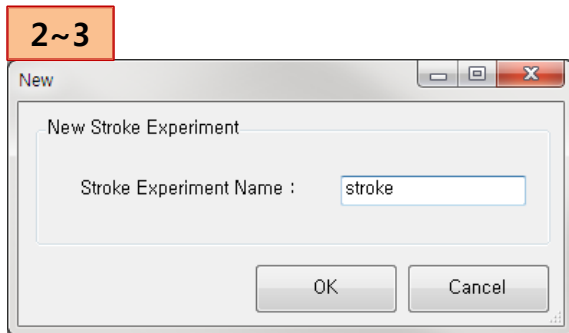 2~3
New
New Stroke Experiment
Stroke Experiment Name : stroke
OK Cancel